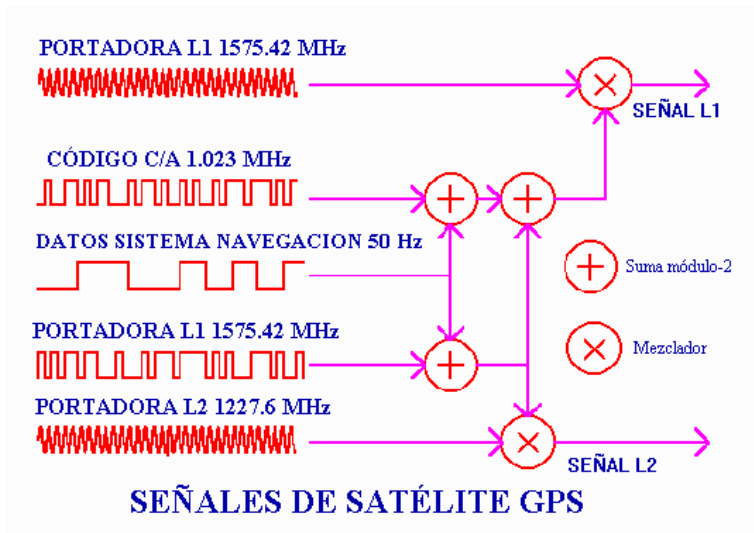 PORTADORA L1 1575.42 MHz
SEÑAL L1
CÓDIGO C/A 1.023 MHz
DATOS SISTEMA NAVEGACION 50 Hz
Suma módulo-2
PORTADORA L1 1575.42 MHz
Mezclador
PORTADORA L2 1227.6 MHz
SEÑAL L2
SEÑALES DE SATÉLITE GPS